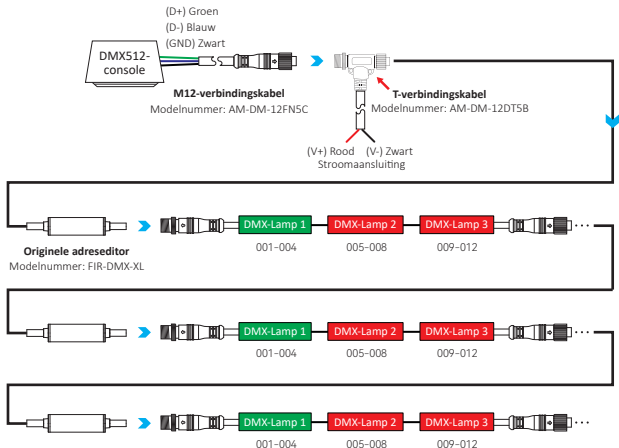 (D+) Groen
(D-) Blauw
(GND) Zwart
DMX512-
console
M12-verbindingskabel
Modelnummer: AM-DM-12FN5C
T-verbindingskabel
Modelnummer: AM-DM-12DT5B
(V+) Rood (V-) Zwart
Stroomaansluiting
DMX-Lamp 1 DMX-Lamp 2 DMX-Lamp 3
001-004 005-008 009-012
Originele adreseditor
Modelnummer: FIR-DMX-XL
DMX-Lamp 1 DMX-Lamp 2 DMX-Lamp 3
001-004 005-008 009-012
DMX-Lamp 1 DMX-Lamp 2 DMX-Lamp 3
001-004 005-008 009-012